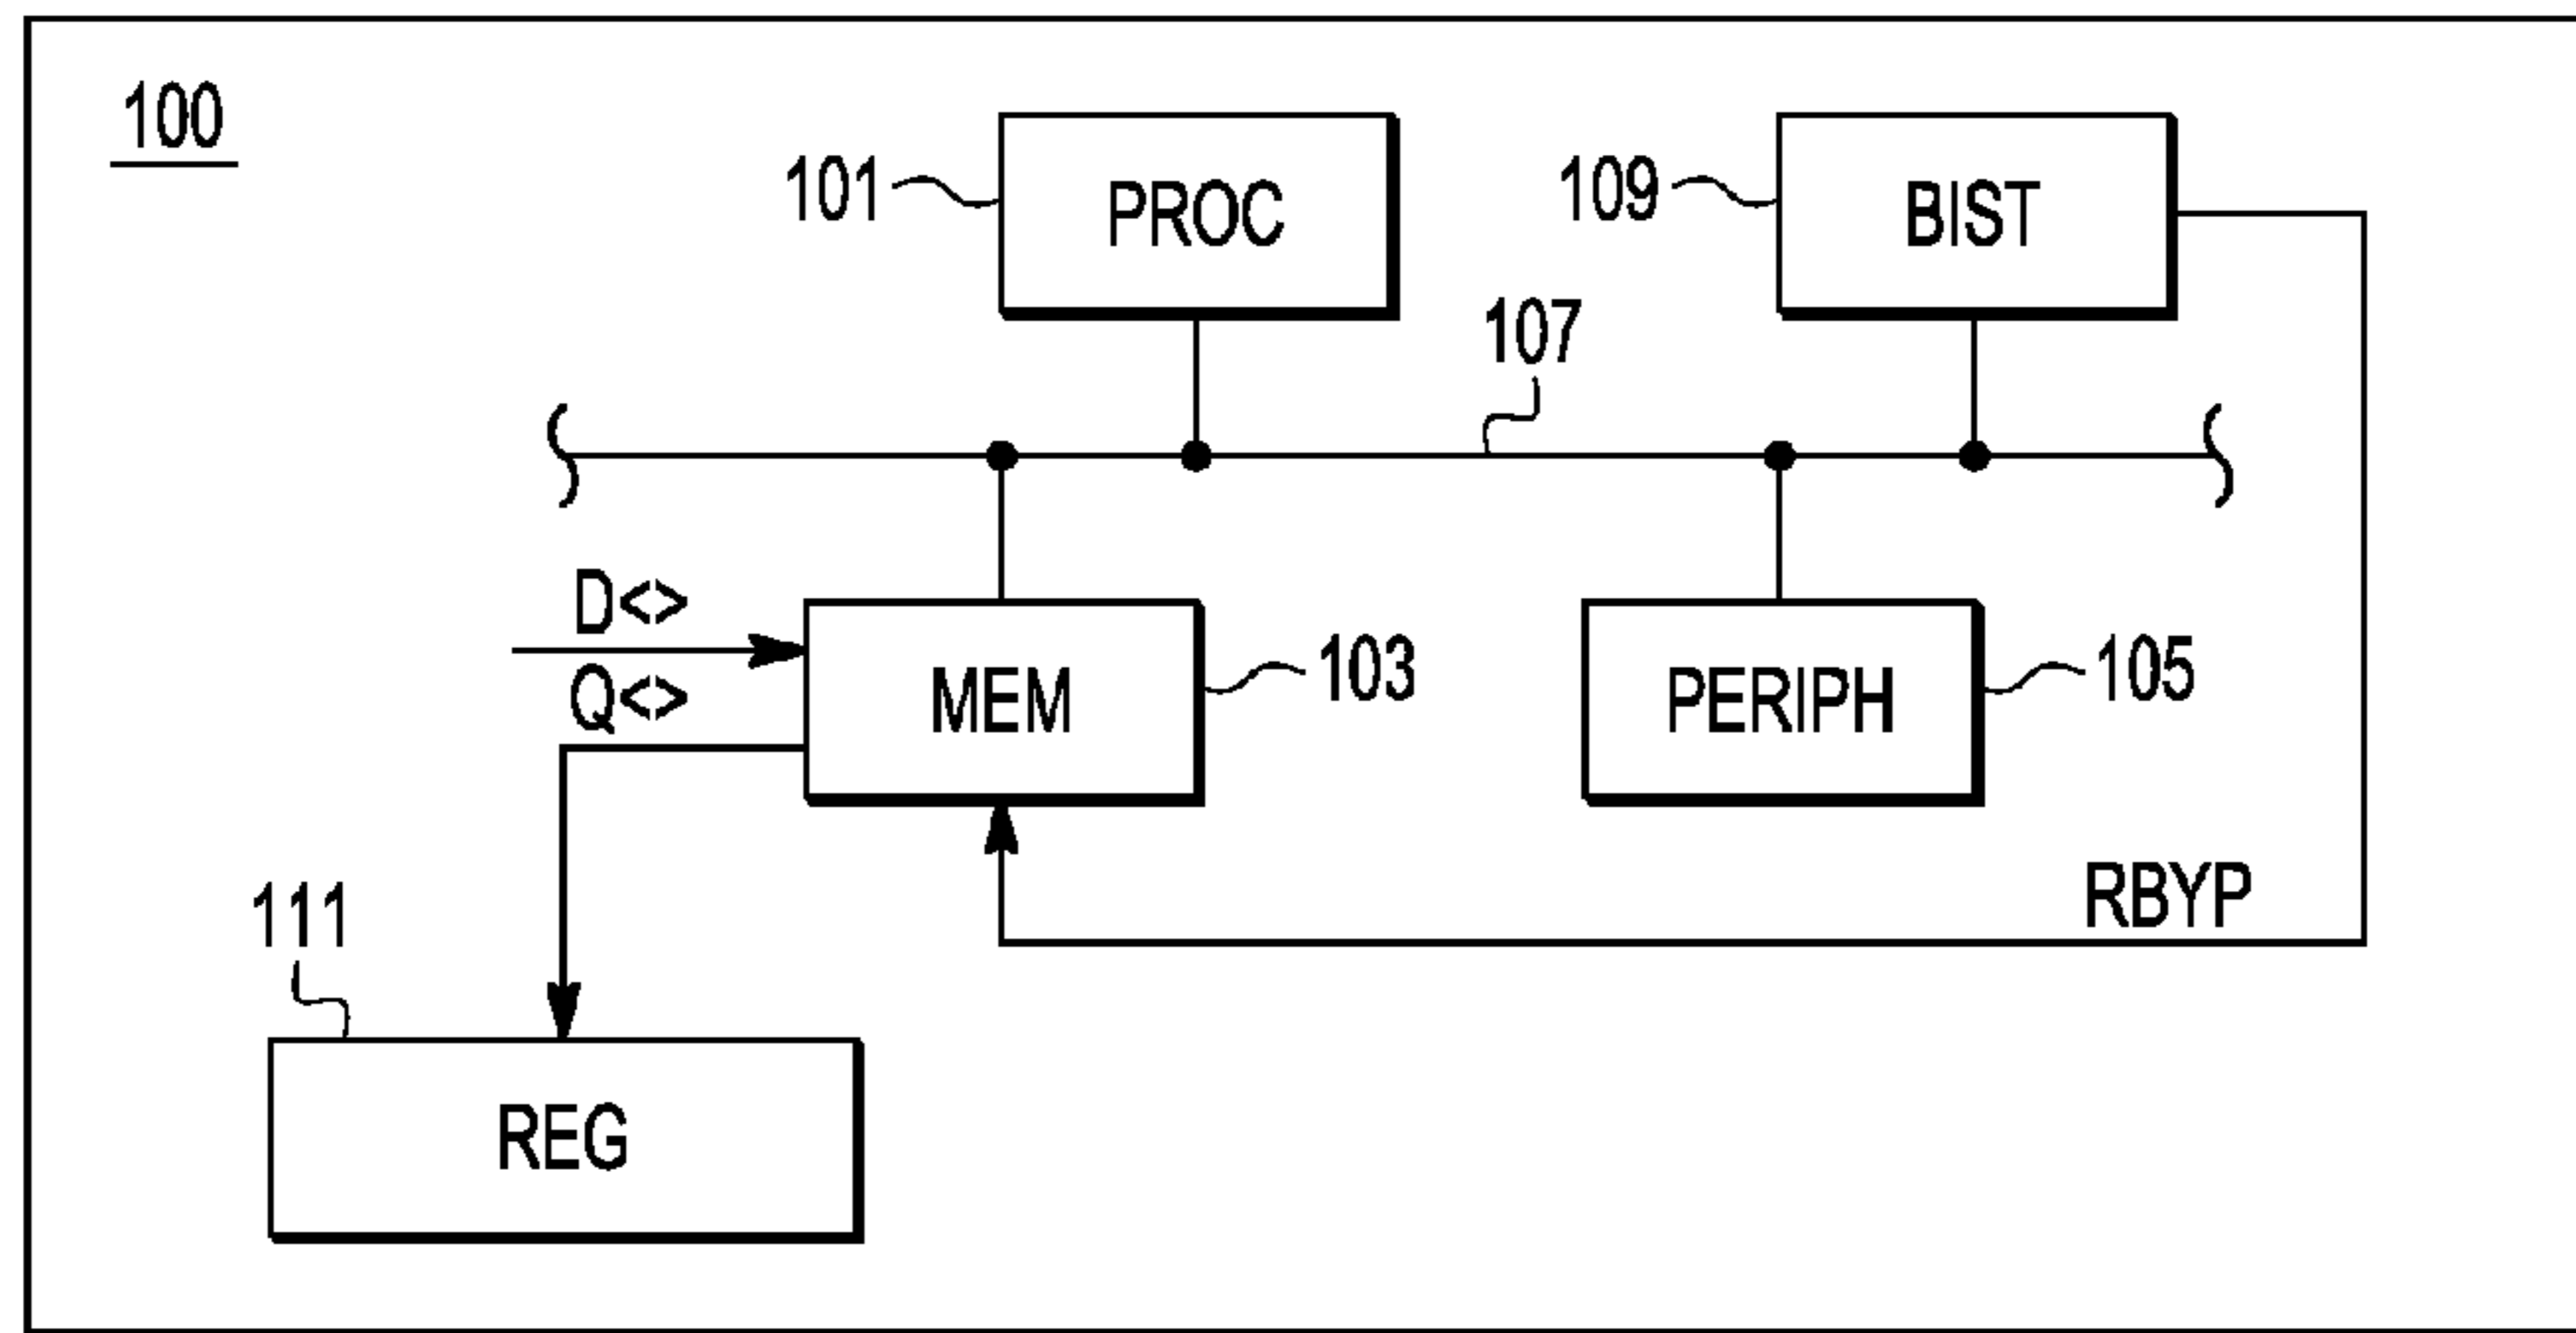 100
101
PROC
109
BIST
107
D<>
Q<>
MEM
103
PERIPH
105
RBYP
111
REG